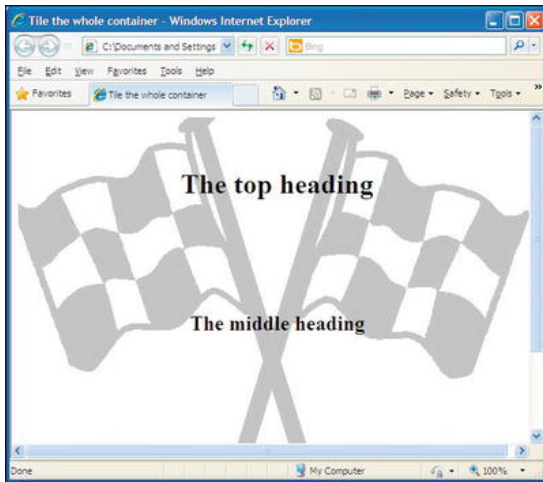 Tile the whole container - Windows Internet Explorer
C:\Documents and Settings Bing
File Edit View Favorites Tools Help
Favorites Tile the whole container Page Safety Tools »
The top heading
The middle heading
Done My Computer 100%